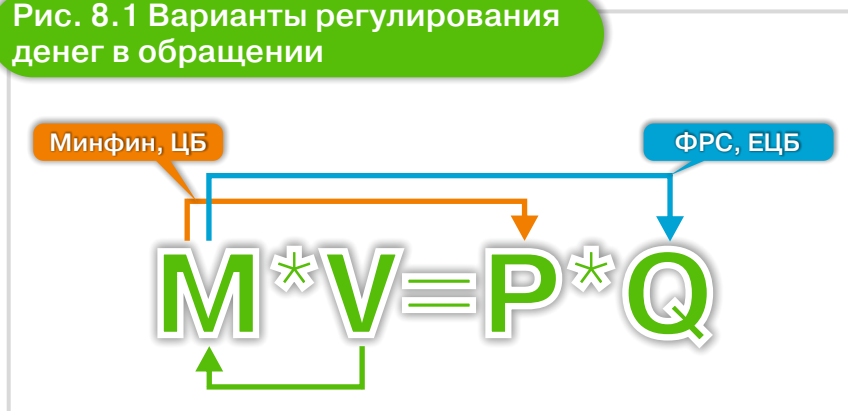 Рис. 8.1 Варианты регулирования
денег в обращении
Минфин, ЦБ
ФРС, ЕЦБ
M*V=P*Q